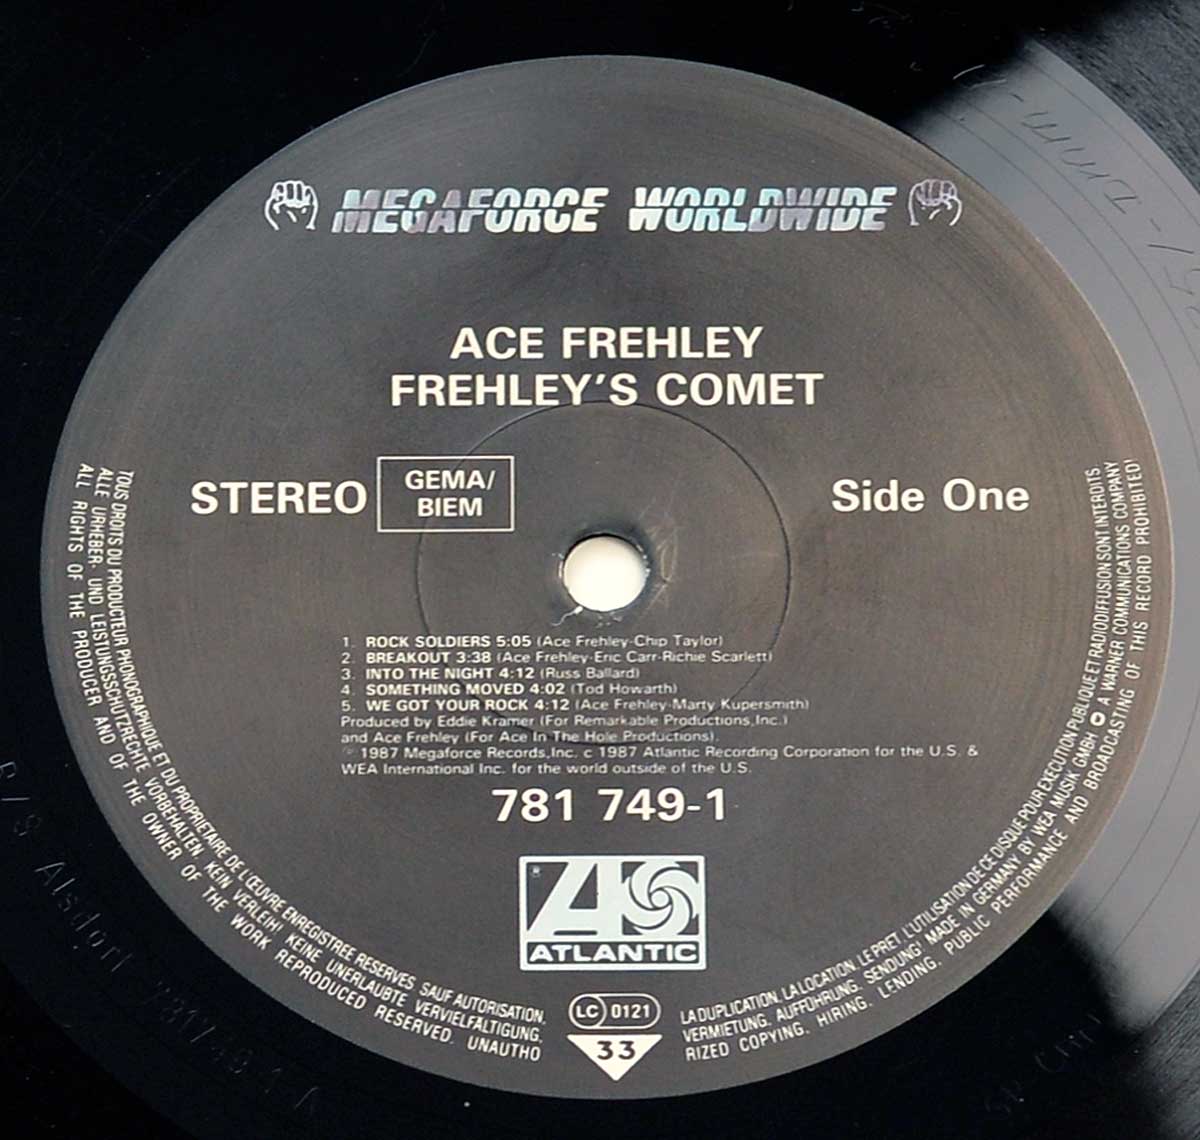 MEGAFORCE WORLDWIDE
ACE FREHLEY
FREHLEY'S COMET
STEREO
GEMA/
BIEM
Side One
1. ROCK SOLDIERS 5:05 (Ace Frehley-Chip Taylor)
2. BREAKOUT 3:38 (Ace Frehley-Eric Carr-Richie Scarlett)
3. INTO THE NIGHT 4:12 (Russ Ballard)
4. SOMETHING MOVED 4:02 (Tod Howarth)
5. WE GOT YOUR ROCK 4:12 (Ace Frehley-Marty Kupersmith)
Produced by Eddie Kramer (For Remarkable Productions, Inc.)
and Ace Frehley (For Ace In The Hole Productions).
℗ 1987 Megaforce Records, Inc. c 1987 Atlantic Recording Corporation for the U.S. &
WEA International Inc. for the world outside of the U.S.
781 749-1
ATLANTIC
LC 0121
33
TOUS DROITS DU PRODUCTEUR PHONOGRAPHIQUE ET DU PROPRIETAIRE DE L'ŒUVRE ENREGISTREE RESERVES. SAUF AUTORISATION, LA DUPLICATION, LA LOCATION, LE PRET, L'UTILISATION DE CE DISQUE POUR EXECUTION PUBLIQUE ET RADIODIFFUSION SONT INTERDITS.
ALLE URHEBER- UND LEISTUNGSSCHUTZRECHTE VORBEHALTEN. KEIN VERLEIH! KEINE UNERLAUBTE VERVIELFÄLTIGUNG, VERMIETUNG, AUFFÜHRUNG, SENDUNG! MADE IN GERMANY BY WEA MUSIK GMBH A WARNER COMMUNICATIONS COMPANY
ALL RIGHTS OF THE PRODUCER AND OF THE OWNER OF THE WORK REPRODUCED RESERVED. UNAUTHORIZED COPYING, HIRING, LENDING, PUBLIC PERFORMANCE AND BROADCASTING OF THIS RECORD PROHIBITED!
R/S Alsdorf
DMM